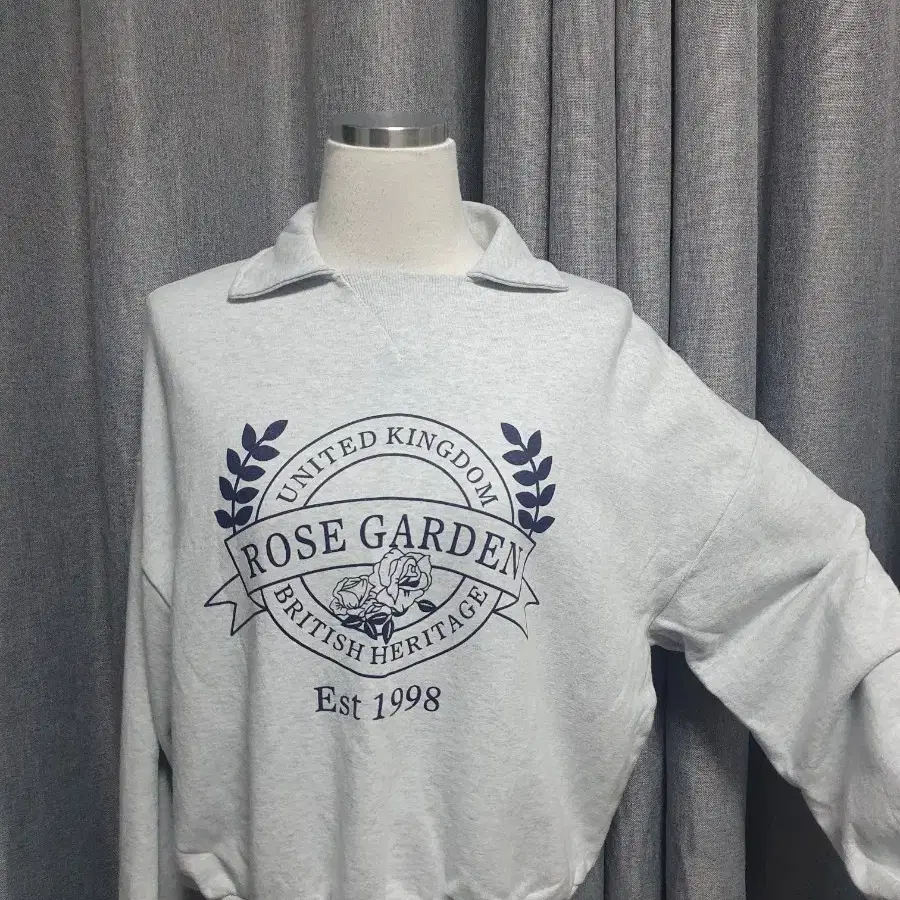 UNITED KINGDOM
ROSE GARDEN
BRITISH HERITAGE
Est 1998